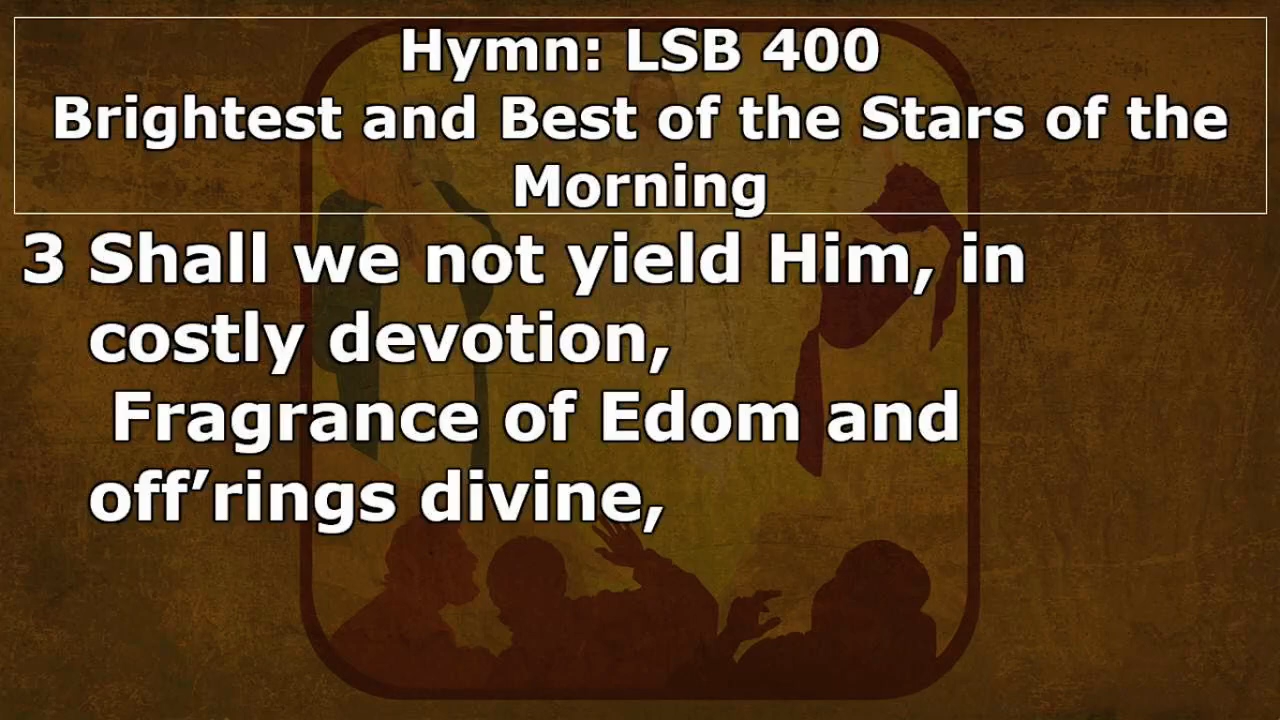 Hymn: LSB 400
Brightest and Best of the Stars of the
Morning
3 Shall we not yield Him, in
costly devotion,
Fragrance of Edom and
off’rings divine,